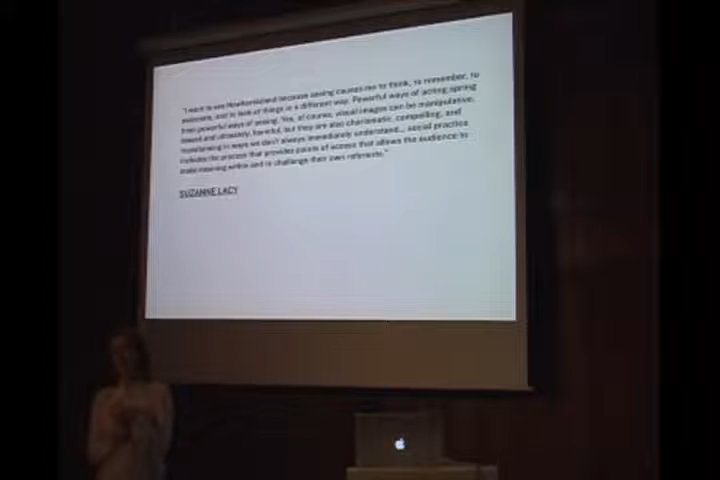 "I want to see Newfoundland because seeing causes me to think, to remember, to
and to look at things in a different way. Powerful ways of acting spring
from powerful ways of seeing. Yes, of course, visual images can be manipulative,
biased and ultimately, harmful, but they are also charismatic, compelling, and
transforming in ways we don't always immediately understand... social practice
includes the process that provides points of access that allows the audience to
make meaning within and to challenge their own referents."
SUZANNE LACY